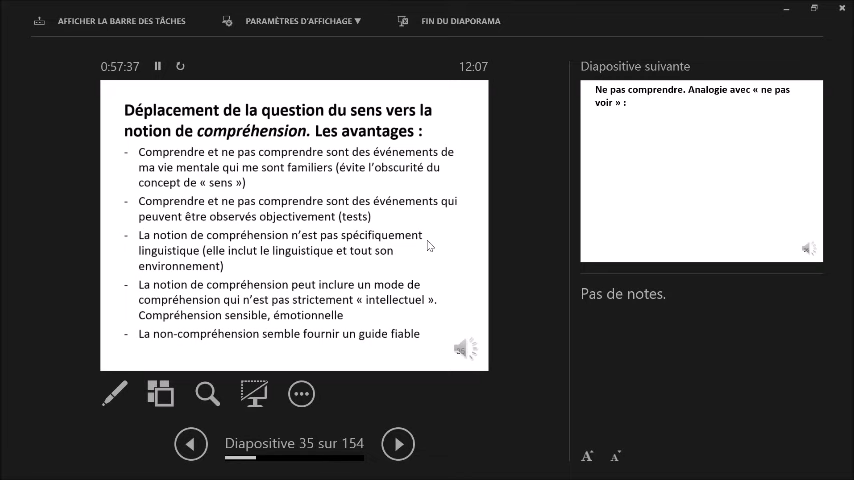 AFFICHER LA BARRE DES TÂCHES
PARAMÈTRES D'AFFICHAGE ▼
FIN DU DIAPORAMA
0:57:37
12:07
Déplacement de la question du sens vers la
notion de compréhension. Les avantages :
- Comprendre et ne pas comprendre sont des événements de
ma vie mentale qui me sont familiers (évite l'obscurité du
concept de « sens »)
- Comprendre et ne pas comprendre sont des événements qui
peuvent être observés objectivement (tests)
- La notion de compréhension n'est pas spécifiquement
linguistique (elle inclut le linguistique et tout son
environnement)
- La notion de compréhension peut inclure un mode de
compréhension qui n'est pas strictement « intellectuel ».
Compréhension sensible, émotionnelle
- La non-compréhension semble fournir un guide fiable
Diapositive 35 sur 154
Diapositive suivante
Ne pas comprendre. Analogie avec « ne pas
voir » :
Pas de notes.
A A